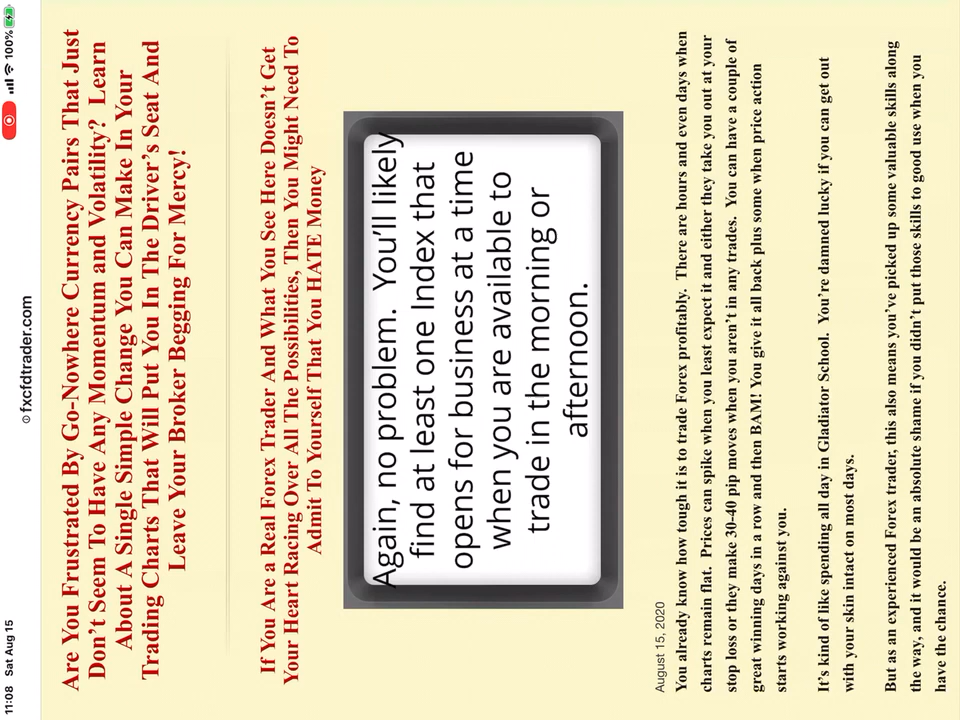 11:08 Sat Aug 15
fxcfdtrader.com
100%
Are You Frustrated By Go-Nowhere Currency Pairs That Just
Don't Seem To Have Any Momentum and Volatility? Learn
About A Single Simple Change You Can Make In Your
Trading Charts That Will Put You In The Driver's Seat And
Leave Your Broker Begging For Mercy!
If You Are a Real Forex Trader And What You See Here Doesn't Get
Your Heart Racing Over All The Possibilities, Then You Might Need To
Admit To Yourself That You HATE Money
Again, no problem. You'll likely
find at least one Index that
opens for business at a time
when you are available to
trade in the morning or
afternoon.
August 15, 2020
You already know how tough it is to trade Forex profitably. There are hours and even days when
charts remain flat. Prices can spike when you least expect it and either they take you out at your
stop loss or they make 30-40 pip moves when you aren't in any trades. You can have a couple of
great winning days in a row and then BAM! You give it all back plus some when price action
starts working against you.
It's kind of like spending all day in Gladiator School. You're damned lucky if you can get out
with your skin intact on most days.
But as an experienced Forex trader, this also means you've picked up some valuable skills along
the way, and it would be an absolute shame if you didn't put those skills to good use when you
have the chance.